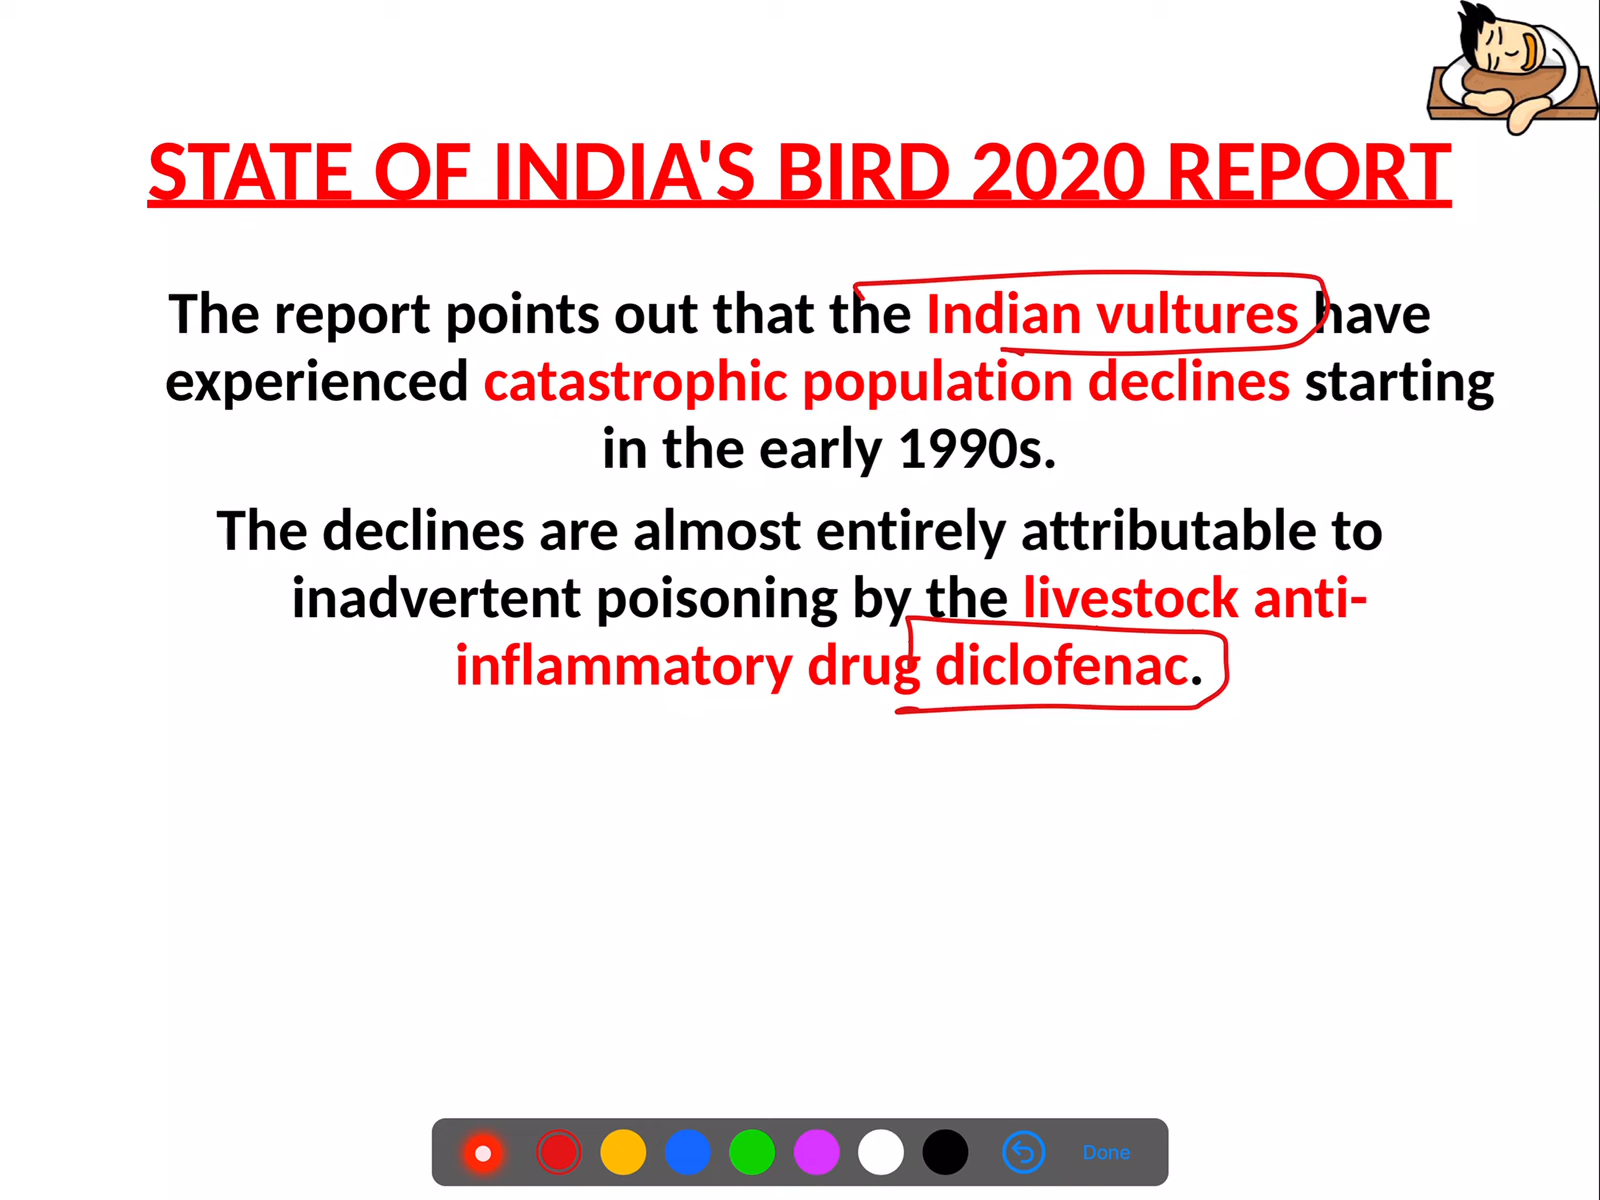 STATE OF INDIA'S BIRD 2020 REPORT
The report points out that the Indian vultures have
experienced catastrophic population declines starting
in the early 1990s.
The declines are almost entirely attributable to
inadvertent poisoning by the livestock anti-
inflammatory drug diclofenac.
Done